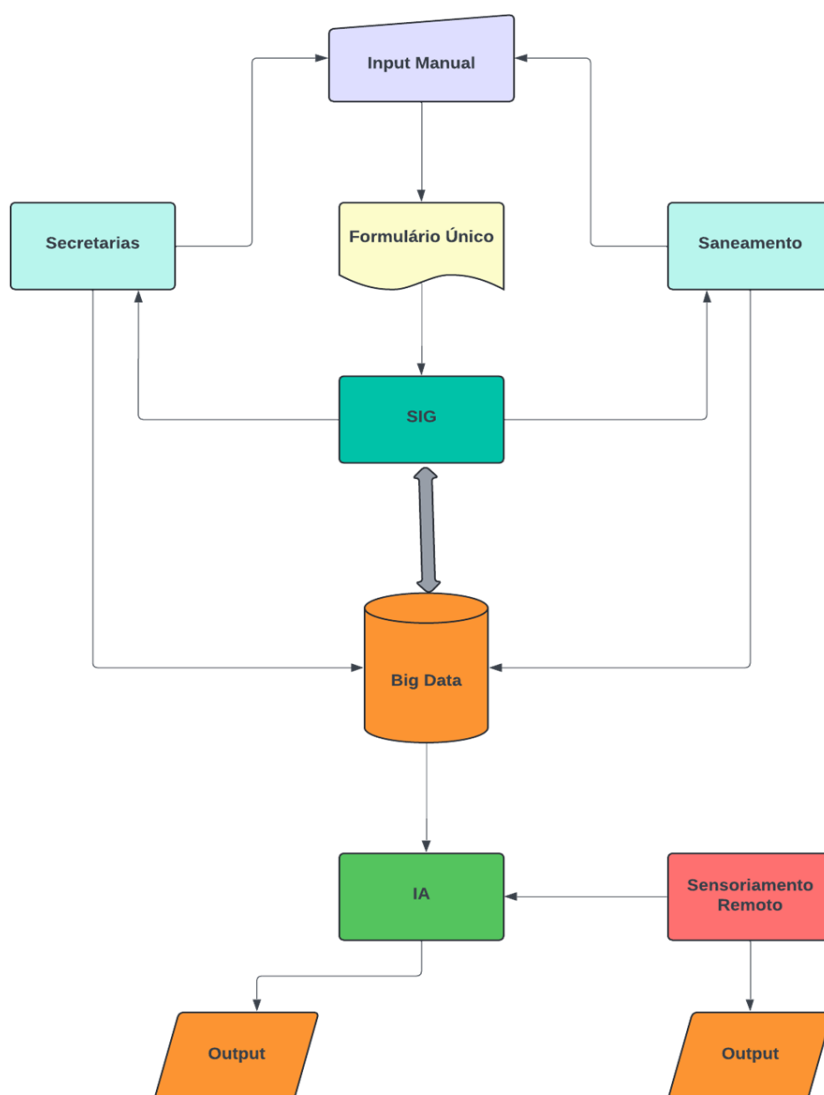 Input Manual
Secretarias
Formulário Único
Saneamento
SIG
Big Data
IA
Sensoriamento
Remoto
Output
Output